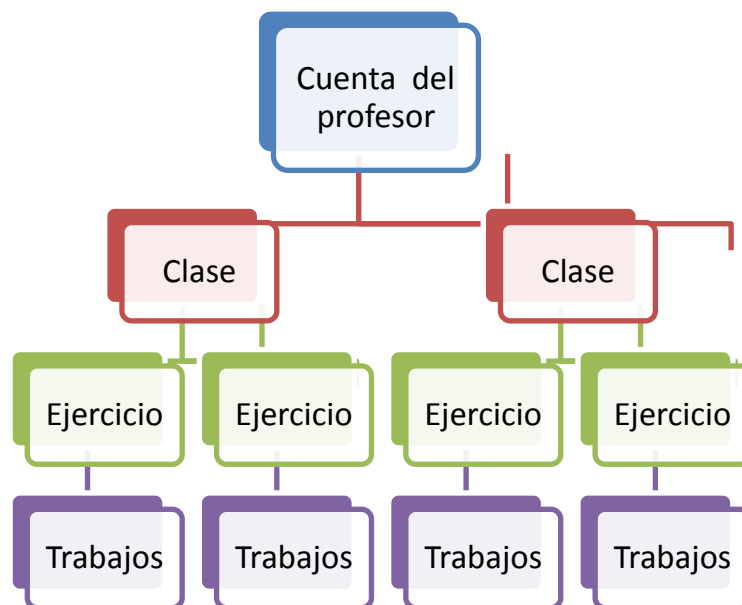 Cuenta del
profesor
Clase
Clase
Ejercicio
Ejercicio
Ejercicio
Ejercicio
Trabajos
Trabajos
Trabajos
Trabajos